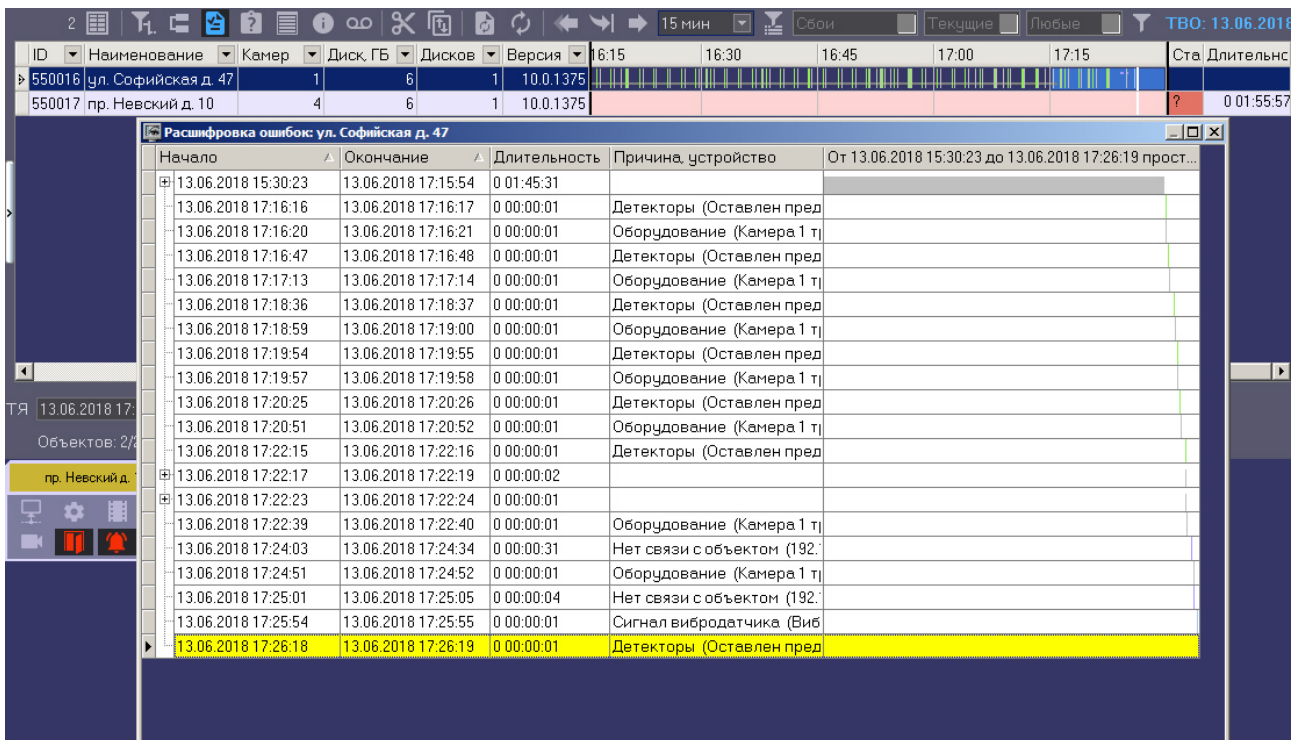 2 15 мин Сбои Текущие Любые ТВО: 13.06.2018
ID Наименование Камер Диск, ГБ Дисков Версия 16:15 16:30 16:45 17:00 17:15 Ста Длительнс
550016 ул. Софийская д. 47 1 6 1 10.0.1375
550017 пр. Невский д. 10 4 6 1 10.0.1375 ? 0 01:55:57
Расшифровка ошибок: ул. Софийская д. 47
Начало Окончание Длительность Причина, устройство От 13.06.2018 15:30:23 до 13.06.2018 17:26:19 прост...
13.06.2018 15:30:23 13.06.2018 17:15:54 0 01:45:31
13.06.2018 17:16:16 13.06.2018 17:16:17 0 00:00:01 Детекторы (Оставлен пред
13.06.2018 17:16:20 13.06.2018 17:16:21 0 00:00:01 Оборудование (Камера 1 т
13.06.2018 17:16:47 13.06.2018 17:16:48 0 00:00:01 Детекторы (Оставлен пред
13.06.2018 17:17:13 13.06.2018 17:17:14 0 00:00:01 Оборудование (Камера 1 т
13.06.2018 17:18:36 13.06.2018 17:18:37 0 00:00:01 Детекторы (Оставлен пред
13.06.2018 17:18:59 13.06.2018 17:19:00 0 00:00:01 Оборудование (Камера 1 т
13.06.2018 17:19:54 13.06.2018 17:19:55 0 00:00:01 Детекторы (Оставлен пред
13.06.2018 17:19:57 13.06.2018 17:19:58 0 00:00:01 Оборудование (Камера 1 т
13.06.2018 17:20:25 13.06.2018 17:20:26 0 00:00:01 Детекторы (Оставлен пред
13.06.2018 17:20:51 13.06.2018 17:20:52 0 00:00:01 Оборудование (Камера 1 т
13.06.2018 17:22:15 13.06.2018 17:22:16 0 00:00:01 Детекторы (Оставлен пред
13.06.2018 17:22:17 13.06.2018 17:22:19 0 00:00:02
13.06.2018 17:22:23 13.06.2018 17:22:24 0 00:00:01
13.06.2018 17:22:39 13.06.2018 17:22:40 0 00:00:01 Оборудование (Камера 1 т
13.06.2018 17:24:03 13.06.2018 17:24:34 0 00:00:31 Нет связи с объектом (192.
13.06.2018 17:24:51 13.06.2018 17:24:52 0 00:00:01 Оборудование (Камера 1 т
13.06.2018 17:25:01 13.06.2018 17:25:05 0 00:00:04 Нет связи с объектом (192.
13.06.2018 17:25:54 13.06.2018 17:25:55 0 00:00:01 Сигнал вибродатчика (Виб
13.06.2018 17:26:18 13.06.2018 17:26:19 0 00:00:01 Детекторы (Оставлен пред
ТЯ 13.06.2018 17:
Объектов: 2/2
пр. Невский д.